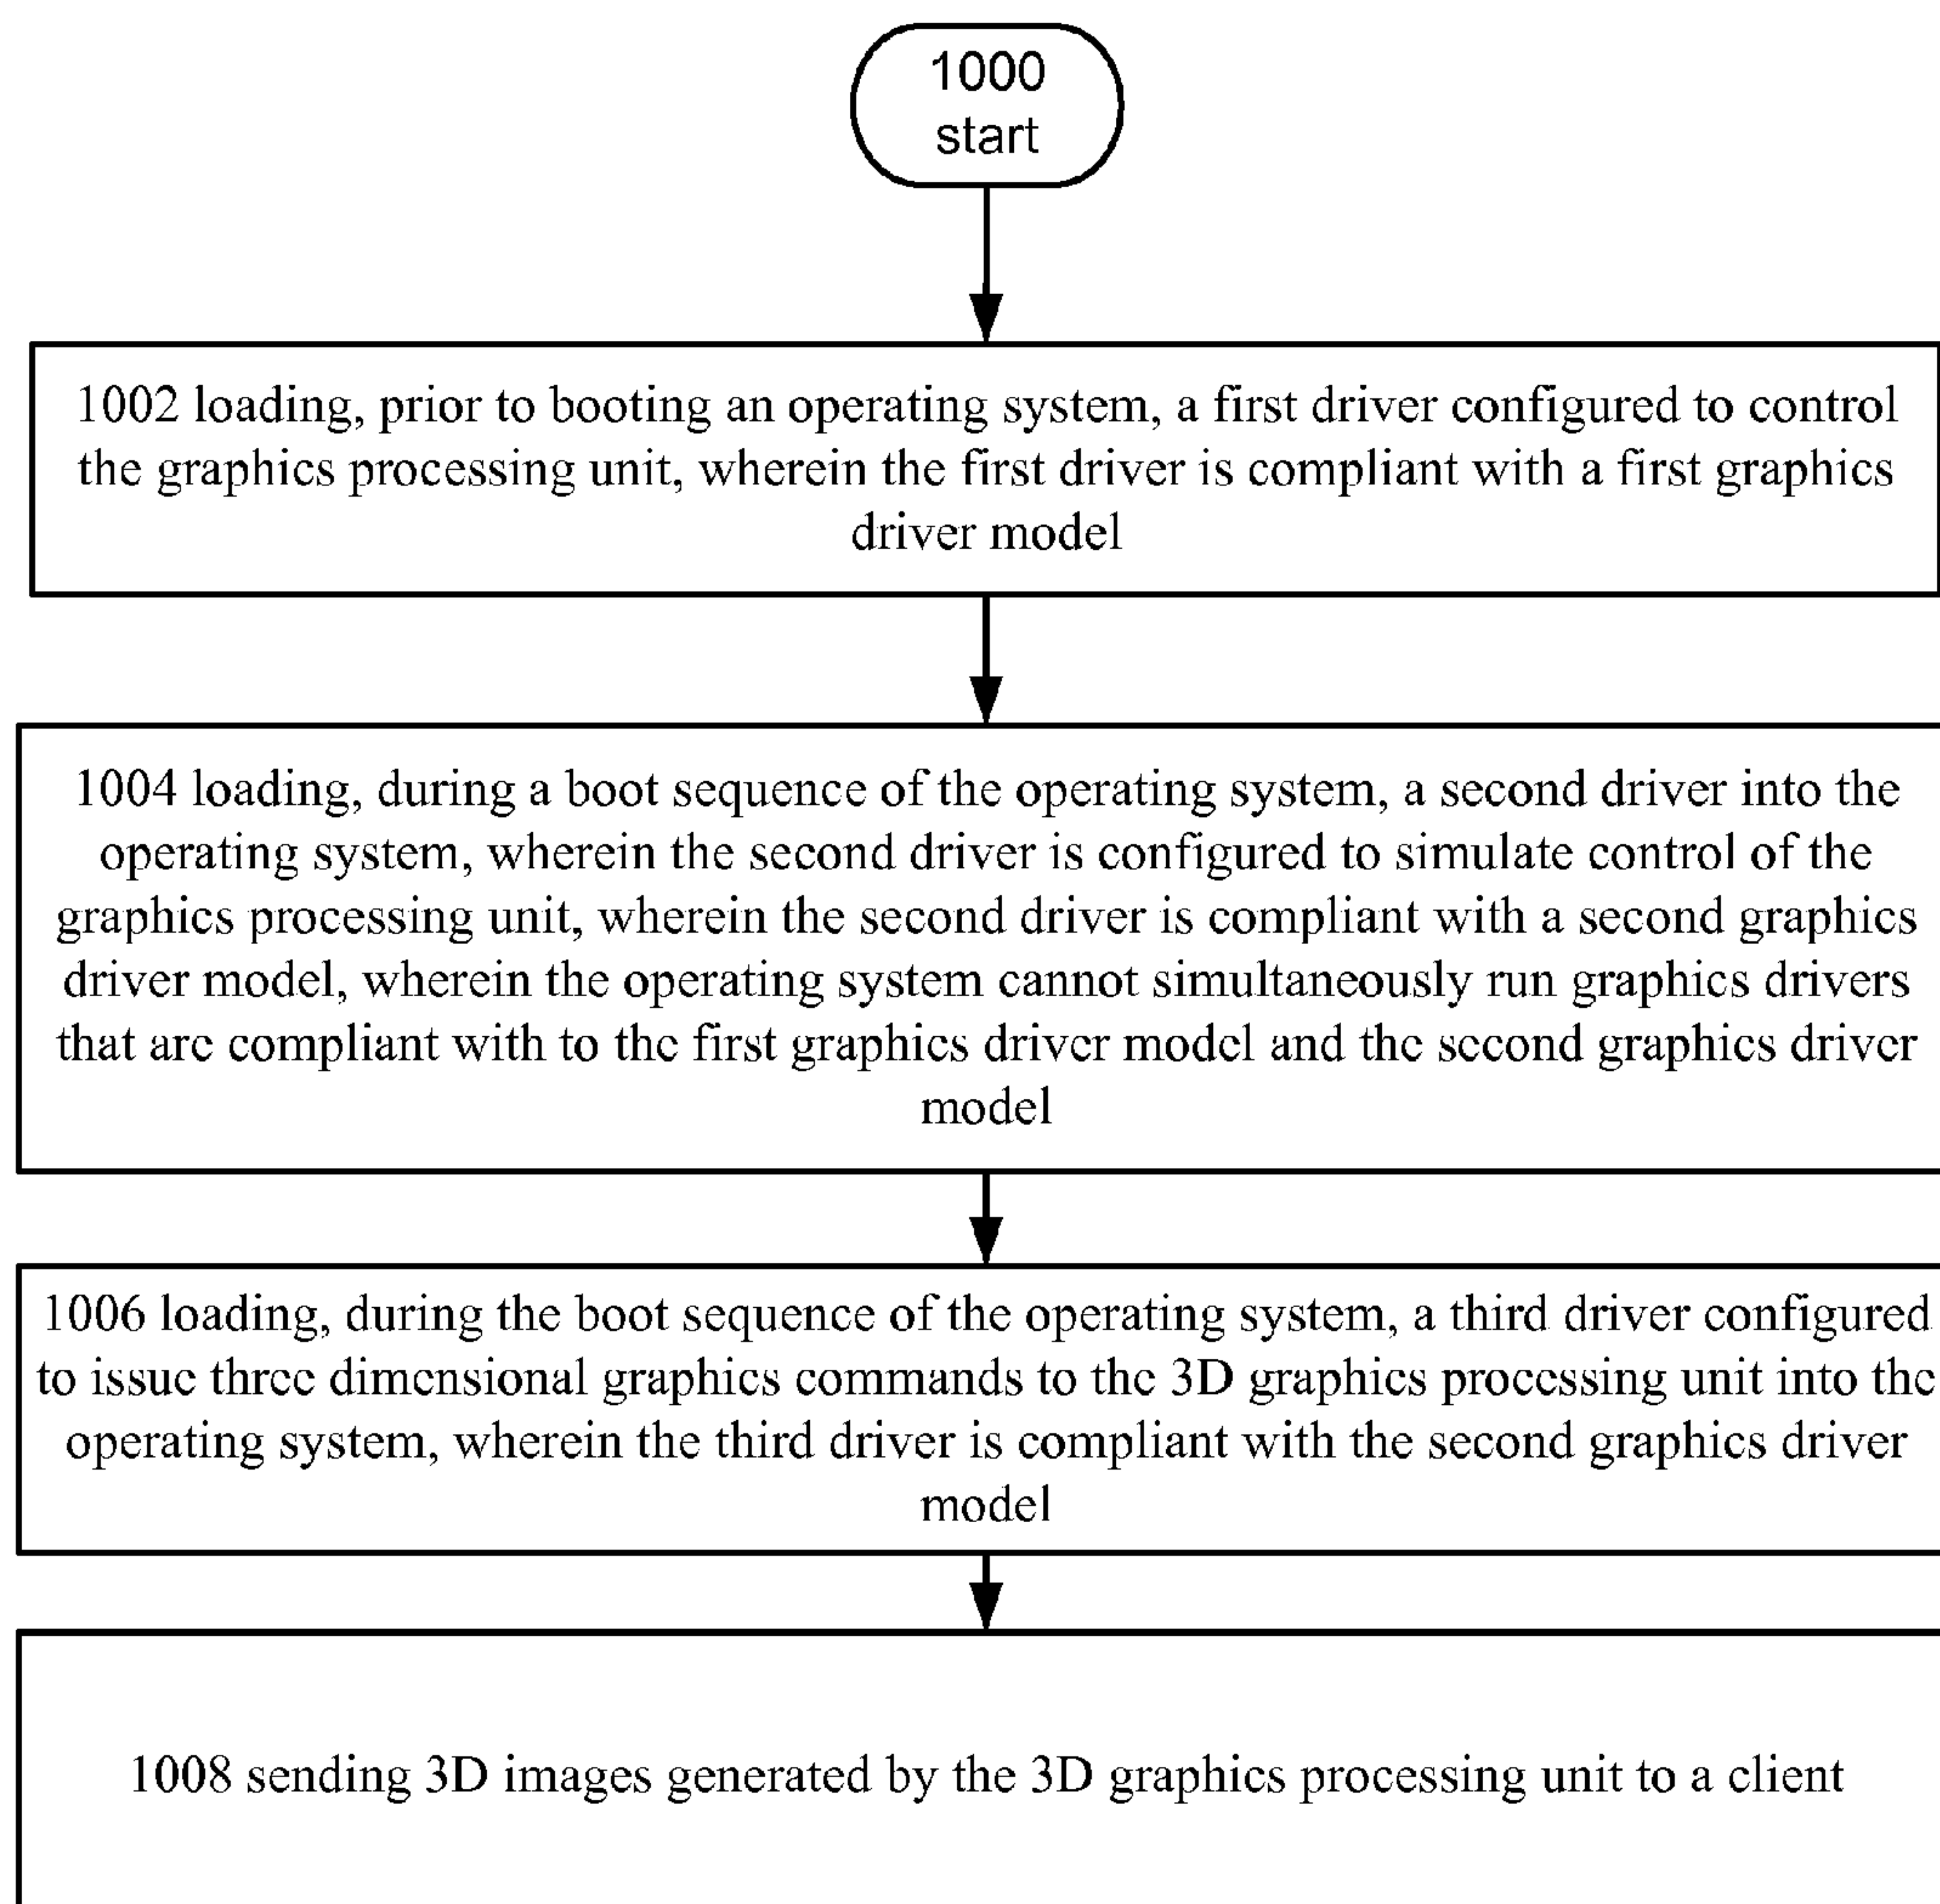 1000
start
1002 loading, prior to booting an operating system, a first driver configured to control
the graphics processing unit, wherein the first driver is compliant with a first graphics
driver model
1004 loading, during a boot sequence of the operating system, a second driver into the
operating system, wherein the second driver is configured to simulate control of the
graphics processing unit, wherein the second driver is compliant with a second graphics
driver model, wherein the operating system cannot simultaneously run graphics drivers
that are compliant with to the first graphics driver model and the second graphics driver
model
1006 loading, during the boot sequence of the operating system, a third driver configured
to issue three dimensional graphics commands to the 3D graphics processing unit into the
operating system, wherein the third driver is compliant with the second graphics driver
model
1008 sending 3D images generated by the 3D graphics processing unit to a client